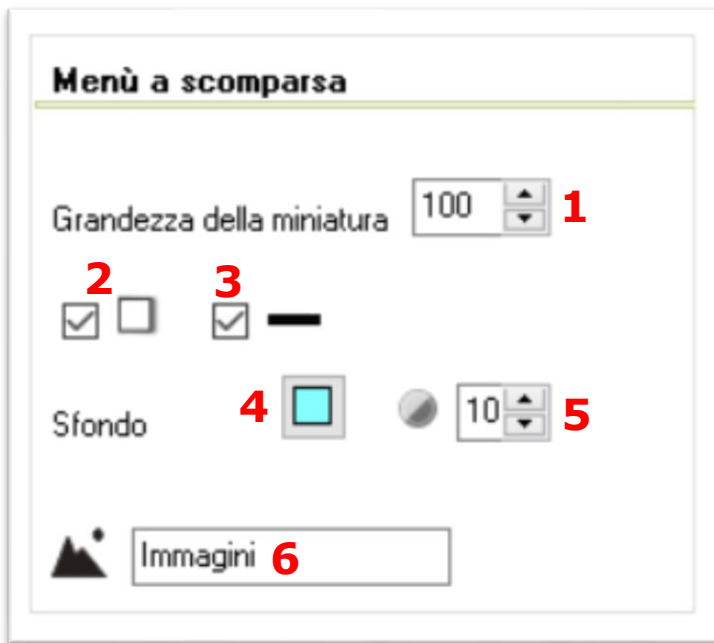 Menù a scomparsa
Grandezza della miniatura 100 1
2 3
Sfondo 4 10 5
Immagini 6